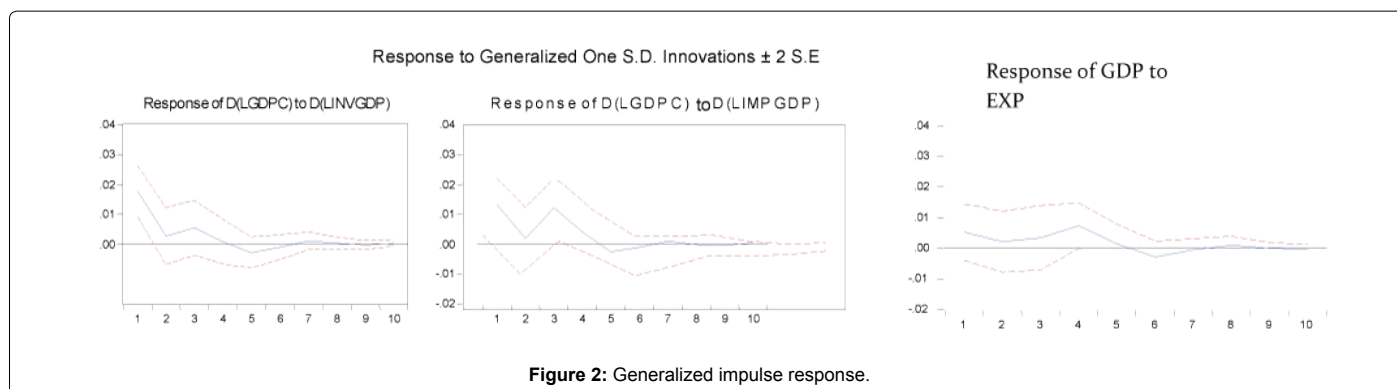 Response to Generalized One S.D. Innovations ± 2 S.E
Response of D(LGDPC) to D(LINVGDP)
.04
.03
.02
.01
.00
1 2 3 4 5 6 7 8 9 10
Response of D(LGDPC) to D(LIMPGDP)
.04
.03
.02
.01
.00
-.01
-.02
1 2 3 4 5 6 7 8 9 10
Response of GDP to
EXP
.04
.03
.02
.01
.00
-.01
-.02
1 2 3 4 5 6 7 8 9 10
Figure 2: Generalized impulse response.